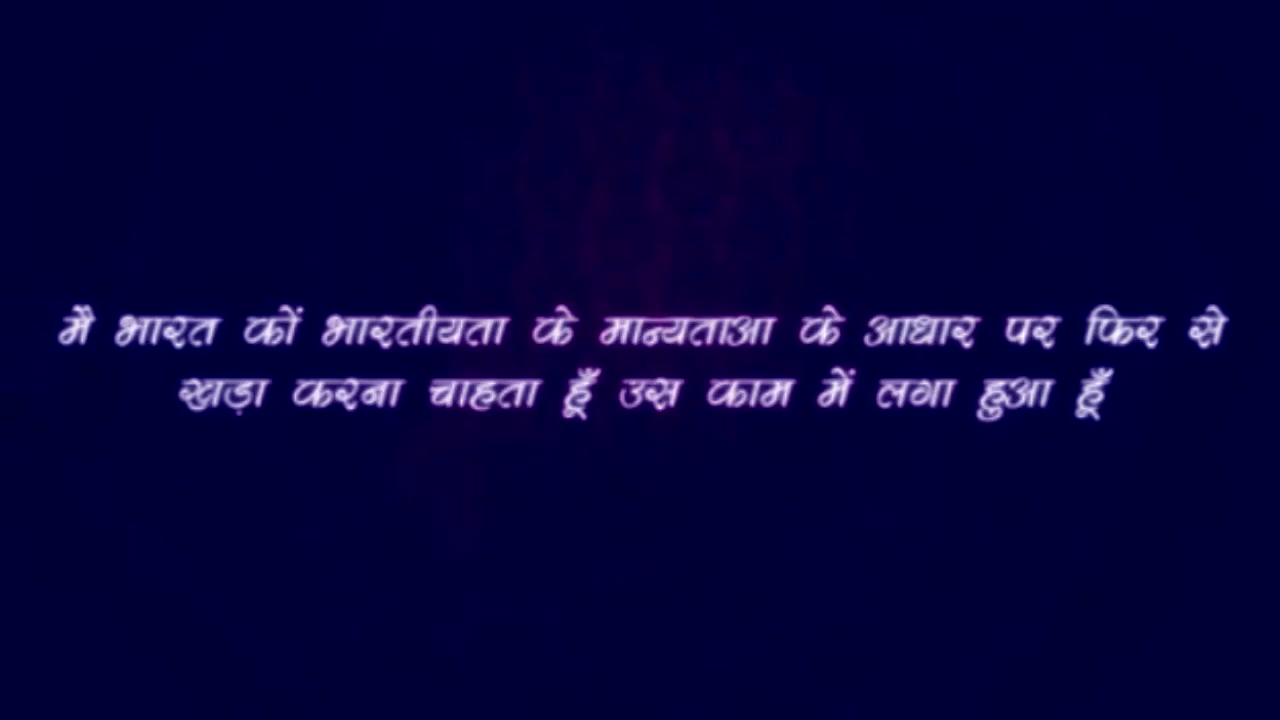 मै भारत कों भारतीयता के मान्यताआ के आधार पर फिर से
खड़ा करना चाहता हूँ उस काम में लगा हुआ हूँ